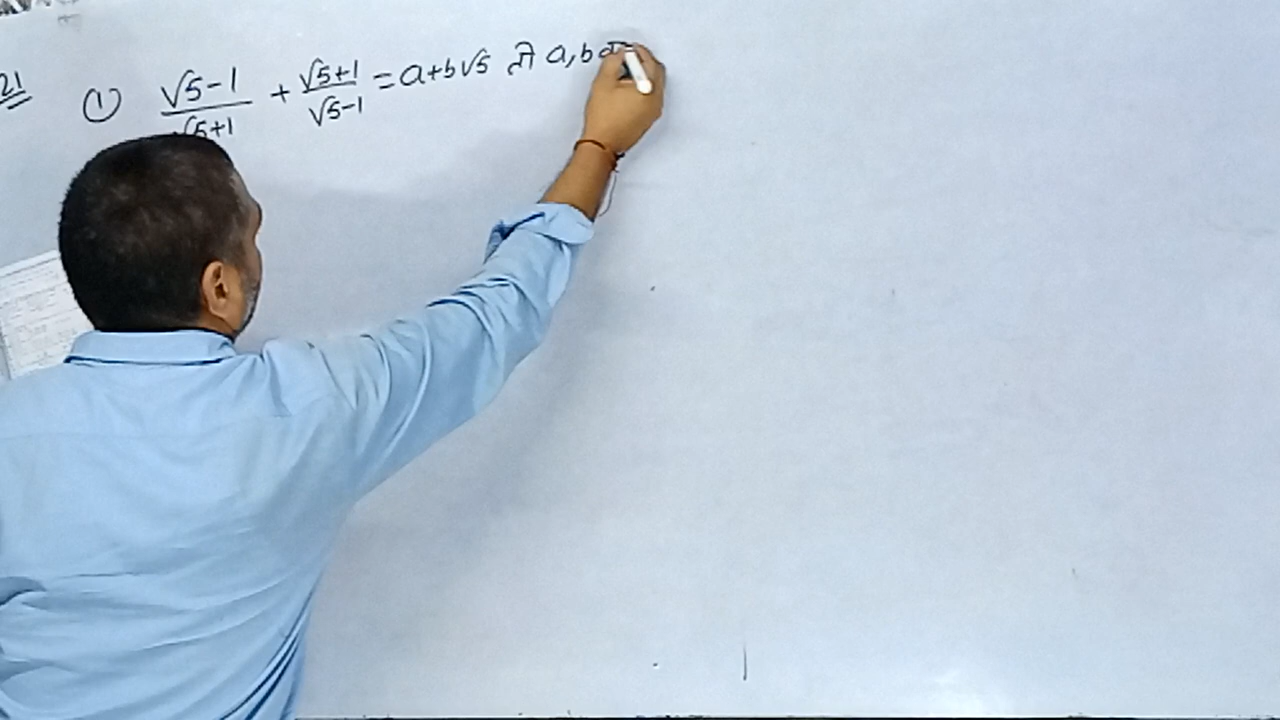 21 ① (√5-1)/(√5+1) + (√5+1)/(√5-1) = a+b√5 तो a, b